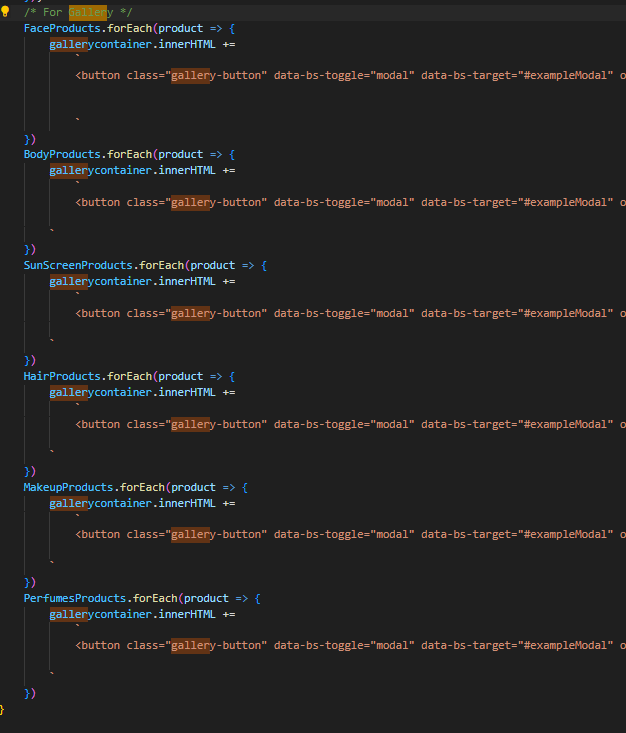 /* For Gallery */
FaceProducts.forEach(product => {
gallerycontainer.innerHTML +=
`
<button class="gallery-button" data-bs-toggle="modal" data-bs-target="#exampleModal" o
`
})
BodyProducts.forEach(product => {
gallerycontainer.innerHTML +=
`
<button class="gallery-button" data-bs-toggle="modal" data-bs-target="#exampleModal" o
`
})
SunScreenProducts.forEach(product => {
gallerycontainer.innerHTML +=
`
<button class="gallery-button" data-bs-toggle="modal" data-bs-target="#exampleModal" o
`
})
HairProducts.forEach(product => {
gallerycontainer.innerHTML +=
`
<button class="gallery-button" data-bs-toggle="modal" data-bs-target="#exampleModal" o
`
})
MakeupProducts.forEach(product => {
gallerycontainer.innerHTML +=
`
<button class="gallery-button" data-bs-toggle="modal" data-bs-target="#exampleModal" o
`
})
PerfumesProducts.forEach(product => {
gallerycontainer.innerHTML +=
`
<button class="gallery-button" data-bs-toggle="modal" data-bs-target="#exampleModal" o
`
})
}